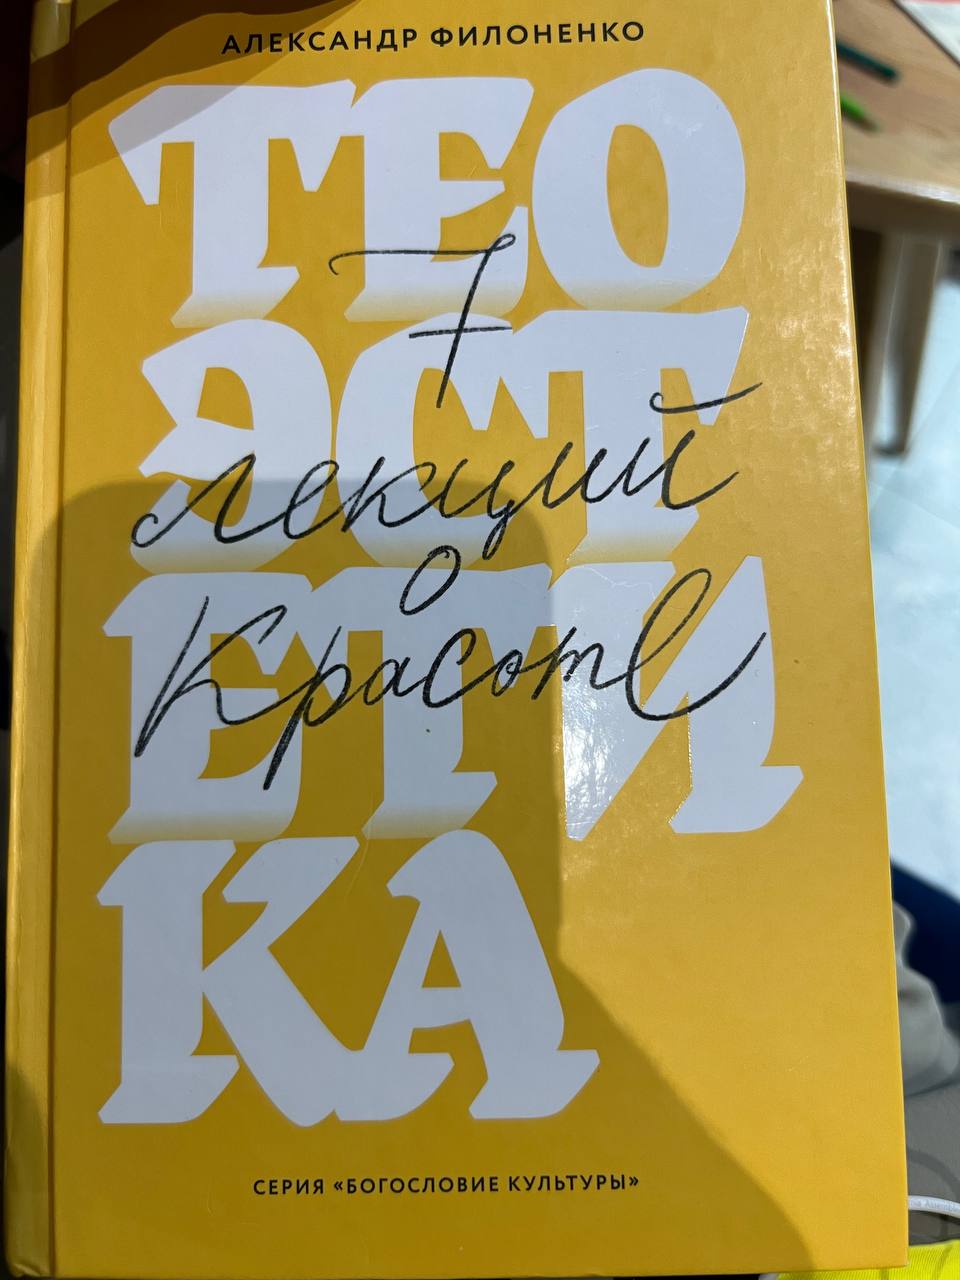 АЛЕКСАНДР ФИЛОНЕНКО
ТЕО
ЭСТ
ЕТИ
КА
7
лекций
о
Красоте
СЕРИЯ «БОГОСЛОВИЕ КУЛЬТУРЫ»